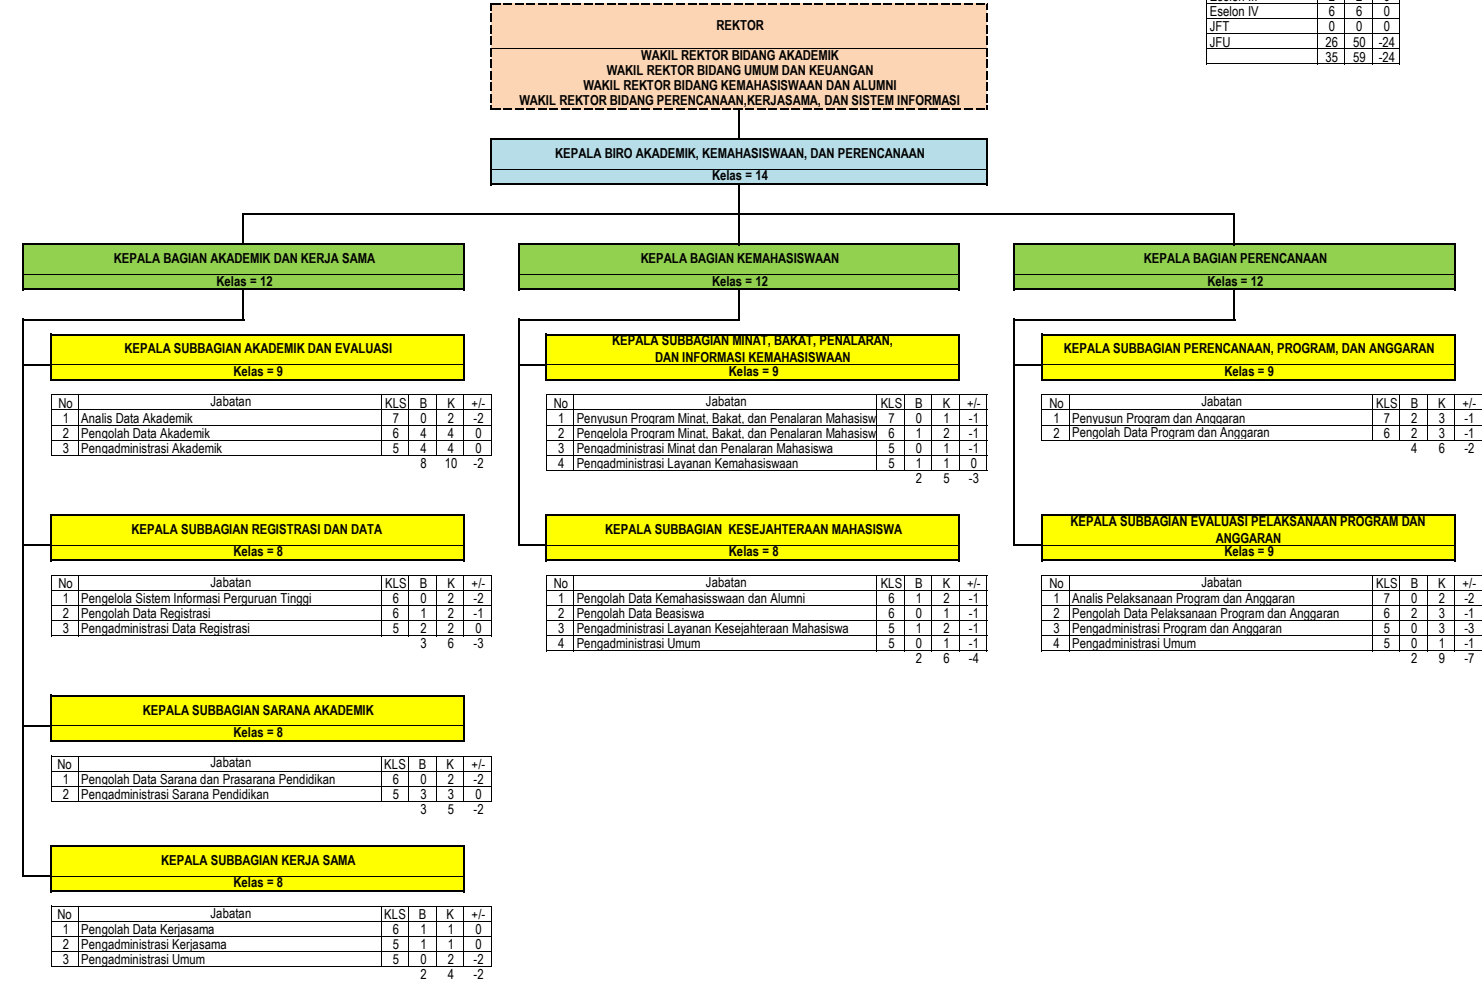 Eselon IV 6 6 0
JFT 0 0 0
JFU 26 50 -24
35 59 -24
REKTOR
WAKIL REKTOR BIDANG AKADEMIK
WAKIL REKTOR BIDANG UMUM DAN KEUANGAN
WAKIL REKTOR BIDANG KEMAHASISWAAN DAN ALUMNI
WAKIL REKTOR BIDANG PERENCANAAN,KERJASAMA, DAN SISTEM INFORMASI
KEPALA BIRO AKADEMIK, KEMAHASISWAAN, DAN PERENCANAAN
Kelas = 14
KEPALA BAGIAN AKADEMIK DAN KERJA SAMA
Kelas = 12
KEPALA SUBBAGIAN AKADEMIK DAN EVALUASI
Kelas = 9
No Jabatan KLS B K +/-
1 Analis Data Akademik 7 0 2 -2
2 Pengolah Data Akademik 6 4 4 0
3 Pengadministrasi Akademik 5 4 4 0
8 10 -2
KEPALA SUBBAGIAN REGISTRASI DAN DATA
Kelas = 8
No Jabatan KLS B K +/-
1 Pengelola Sistem Informasi Perguruan Tinggi 6 0 2 -2
2 Pengolah Data Registrasi 6 1 2 -1
3 Pengadministrasi Data Registrasi 5 2 2 0
3 6 -3
KEPALA SUBBAGIAN SARANA AKADEMIK
Kelas = 8
No Jabatan KLS B K +/-
1 Pengolah Data Sarana dan Prasarana Pendidikan 6 0 2 -2
2 Pengadministrasi Sarana Pendidikan 5 3 3 0
3 5 -2
KEPALA SUBBAGIAN KERJA SAMA
Kelas = 8
No Jabatan KLS B K +/-
1 Pengolah Data Kerjasama 6 1 1 0
2 Pengadministrasi Kerjasama 5 1 1 0
3 Pengadministrasi Umum 5 0 2 -2
2 4 -2
KEPALA BAGIAN KEMAHASISWAAN
Kelas = 12
KEPALA SUBBAGIAN MINAT, BAKAT, PENALARAN,
DAN INFORMASI KEMAHASISWAAN
Kelas = 9
No Jabatan KLS B K +/-
1 Penyusun Program Minat, Bakat, dan Penalaran Mahasisw 7 0 1 -1
2 Pengelola Program Minat, Bakat, dan Penalaran Mahasisw 6 1 2 -1
3 Pengadministrasi Minat dan Penalaran Mahasiswa 5 0 1 -1
4 Pengadministrasi Layanan Kemahasiswaan 5 1 1 0
2 5 -3
KEPALA SUBBAGIAN KESEJAHTERAAN MAHASISWA
Kelas = 8
No Jabatan KLS B K +/-
1 Pengolah Data Kemahasisswaan dan Alumni 6 1 2 -1
2 Pengolah Data Beasiswa 6 0 1 -1
3 Pengadministrasi Layanan Kesejahteraan Mahasiswa 5 1 2 -1
4 Pengadministrasi Umum 5 0 1 -1
2 6 -4
KEPALA BAGIAN PERENCANAAN
Kelas = 12
KEPALA SUBBAGIAN PERENCANAAN, PROGRAM, DAN ANGGARAN
Kelas = 9
No Jabatan KLS B K +/-
1 Penyusun Program dan Anggaran 7 2 3 -1
2 Pengolah Data Program dan Anggaran 6 2 3 -1
4 6 -2
KEPALA SUBBAGIAN EVALUASI PELAKSANAAN PROGRAM DAN
ANGGARAN
Kelas = 9
No Jabatan KLS B K +/-
1 Analis Pelaksanaan Program dan Anggaran 7 0 2 -2
2 Pengolah Data Pelaksanaan Program dan Anggaran 6 2 3 -1
3 Pengadministrasi Program dan Anggaran 5 0 3 -3
4 Pengadministrasi Umum 5 0 1 -1
2 9 -7